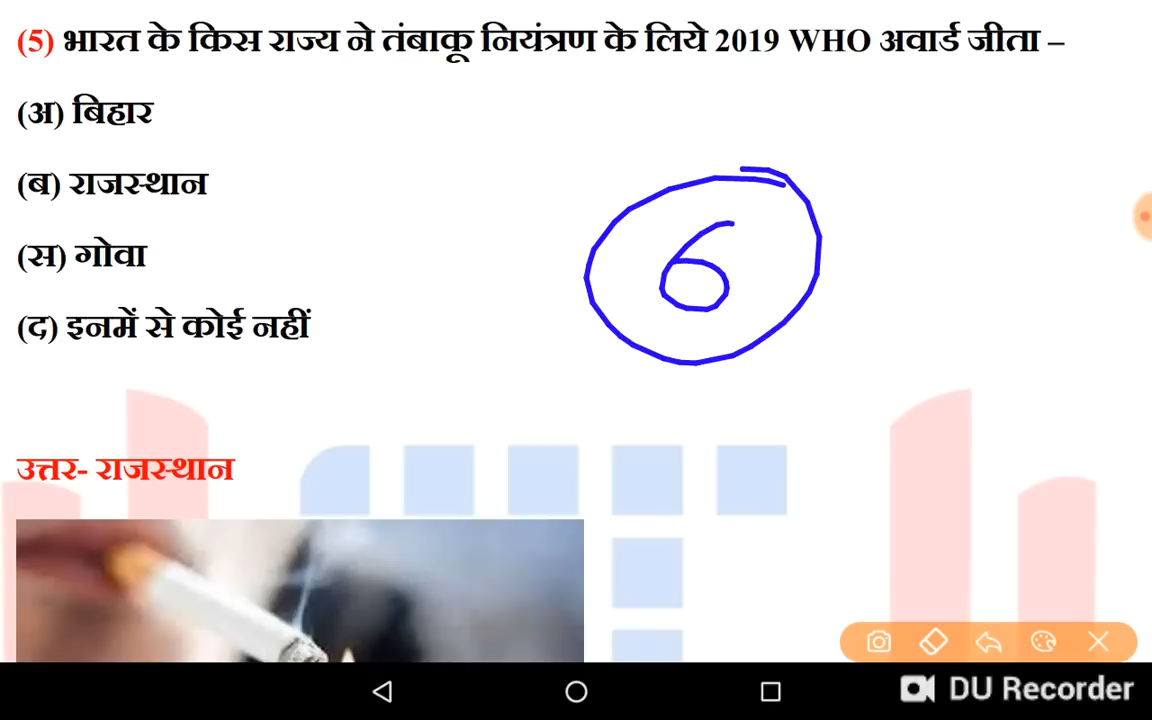 (5) भारत के किस राज्य ने तंबाकू नियंत्रण के लिये 2019 WHO अवार्ड जीता –
(अ) बिहार
(ब) राजस्थान
(स) गोवा
(द) इनमें से कोई नहीं
6
उत्तर- राजस्थान
DU Recorder